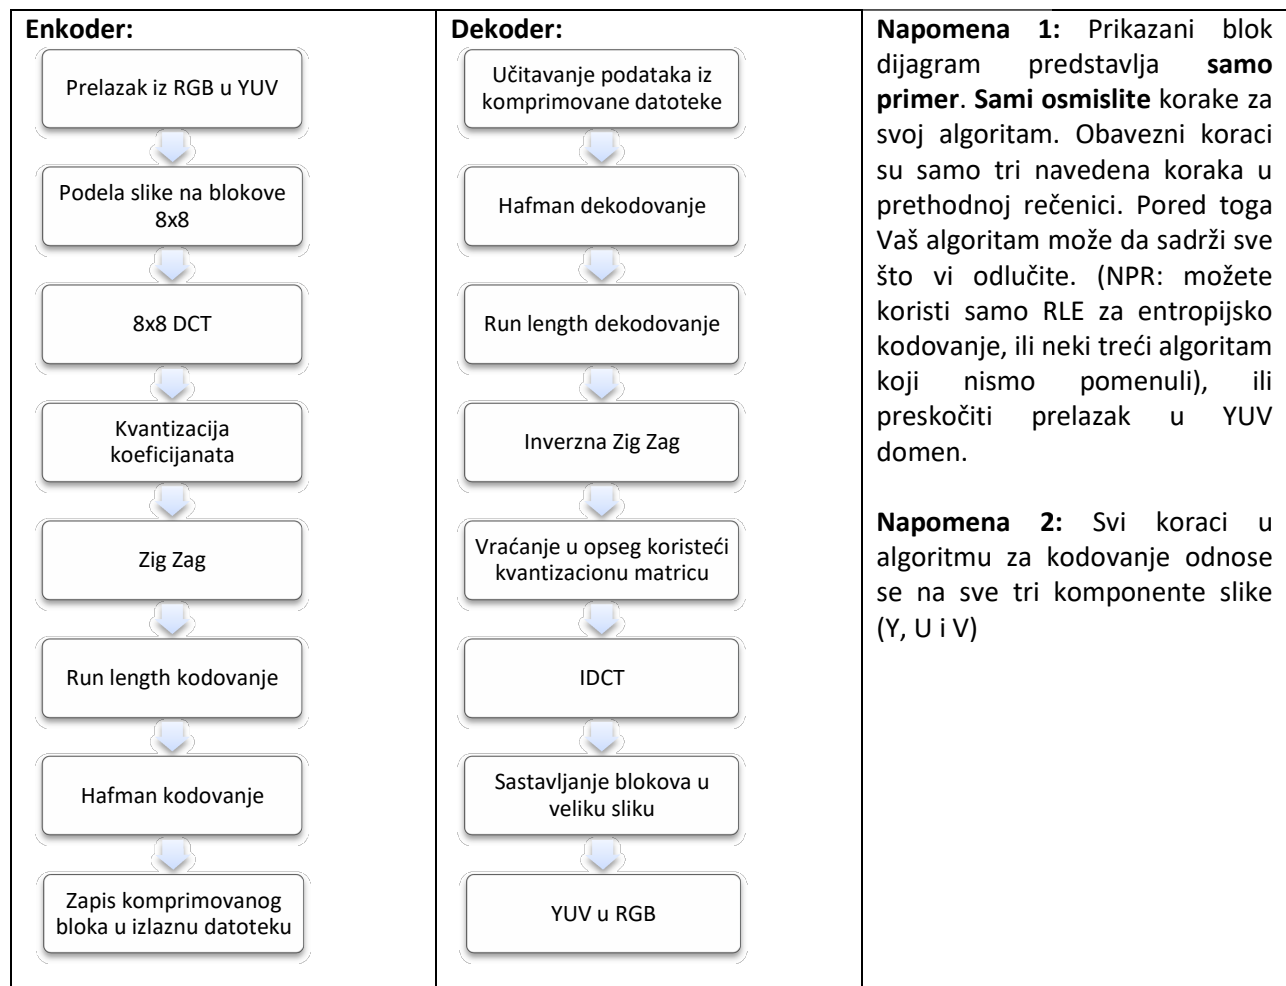 Enkoder:
Prelazak iz RGB u YUV
Podela slike na blokove
8x8
8x8 DCT
Kvantizacija
koeficijanata
Zig Zag
Run length kodovanje
Hafman kodovanje
Zapis komprimovanog
bloka u izlaznu datoteku
Dekoder:
Učitavanje podataka iz
komprimovane datoteke
Hafman dekodovanje
Run length dekodovanje
Inverzna Zig Zag
Vraćanje u opseg koristeći
kvantizacionu matricu
IDCT
Sastavljanje blokova u
veliku sliku
YUV u RGB
Napomena 1: Prikazani blok
dijagram predstavlja samo
primer. Sami osmislite korake za
svoj algoritam. Obavezni koraci
su samo tri navedena koraka u
prethodnoj rečenici. Pored toga
Vaš algoritam može da sadrži sve
što vi odlučite. (NPR: možete
koristi samo RLE za entropijsko
kodovanje, ili neki treći algoritam
koji nismo pomenuli), ili
preskočiti prelazak u YUV
domen.
Napomena 2: Svi koraci u
algoritmu za kodovanje odnose
se na sve tri komponente slike
(Y, U i V)